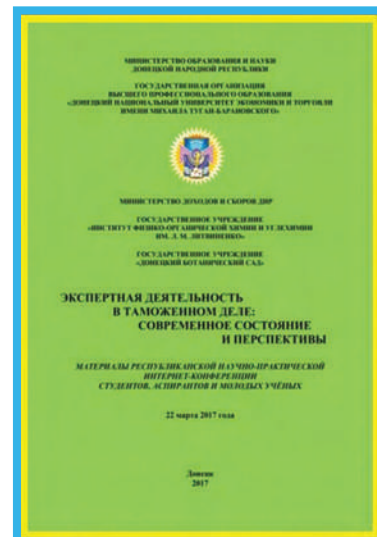 МИНИСТЕРСТВО ОБРАЗОВАНИЯ И НАУКИ
ДОНЕЦКОЙ НАРОДНОЙ РЕСПУБЛИКИ
ГОСУДАРСТВЕННАЯ ОРГАНИЗАЦИЯ
ВЫСШЕГО ПРОФЕССИОНАЛЬНОГО ОБРАЗОВАНИЯ
«ДОНЕЦКИЙ НАЦИОНАЛЬНЫЙ УНИВЕРСИТЕТ ЭКОНОМИКИ И ТОРГОВЛИ
ИМЕНИ МИХАИЛА ТУГАН-БАРАНОВСКОГО»
МИНИСТЕРСТВО ДОХОДОВ И СБОРОВ ДНР
ГОСУДАРСТВЕННОЕ УЧРЕЖДЕНИЕ
«ИНСТИТУТ ФИЗИКО-ОРГАНИЧЕСКОЙ ХИМИИ И УГЛЕХИМИИ
ИМ. Л. М. ЛИТВИНЕНКО»
ГОСУДАРСТВЕННОЕ УЧРЕЖДЕНИЕ
«ДОНЕЦКИЙ БОТАНИЧЕСКИЙ САД»
ЭКСПЕРТНАЯ ДЕЯТЕЛЬНОСТЬ
В ТАМОЖЕННОМ ДЕЛЕ:
СОВРЕМЕННОЕ СОСТОЯНИЕ
И ПЕРСПЕКТИВЫ
МАТЕРИАЛЫ РЕСПУБЛИКАНСКОЙ НАУЧНО-ПРАКТИЧЕСКОЙ
ИНТЕРНЕТ-КОНФЕРЕНЦИИ
СТУДЕНТОВ, АСПИРАНТОВ И МОЛОДЫХ УЧЁНЫХ
22 марта 2017 года
Донецк
2017